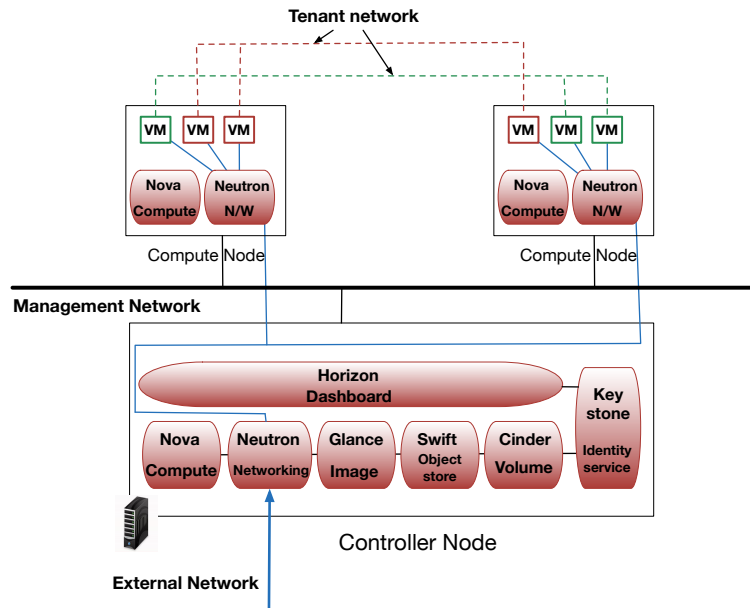 Tenant network
VM VM VM
VM VM VM
Nova
Compute
Neutron
N/W
Nova
Compute
Neutron
N/W
Compute Node
Compute Node
Management Network
Horizon
Dashboard
Key
stone
Identity
service
Nova
Compute
Neutron
Networking
Glance
Image
Swift
Object
store
Cinder
Volume
Controller Node
External Network